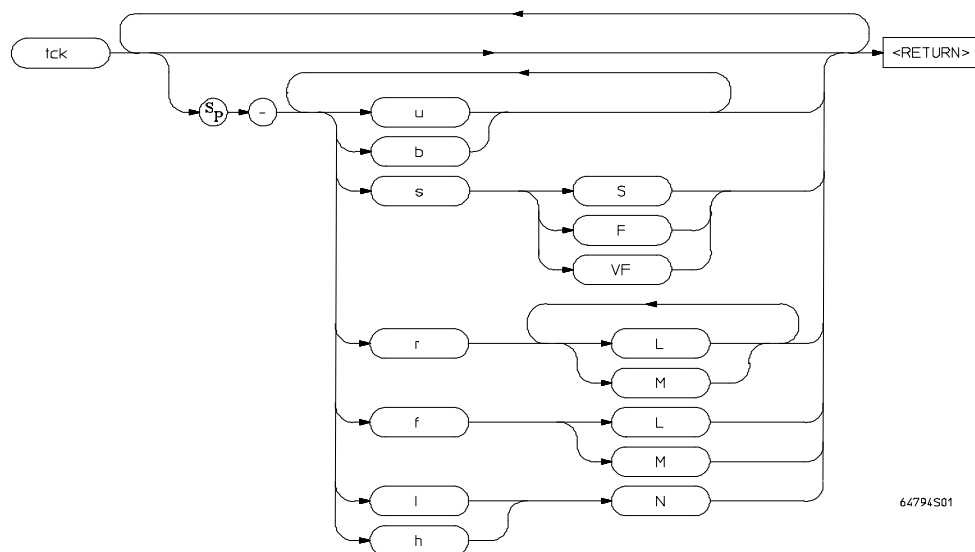 tck <RETURN>
SP - u
b
s S
F
VF
r L
M
f L
M
l N
h
64794S01